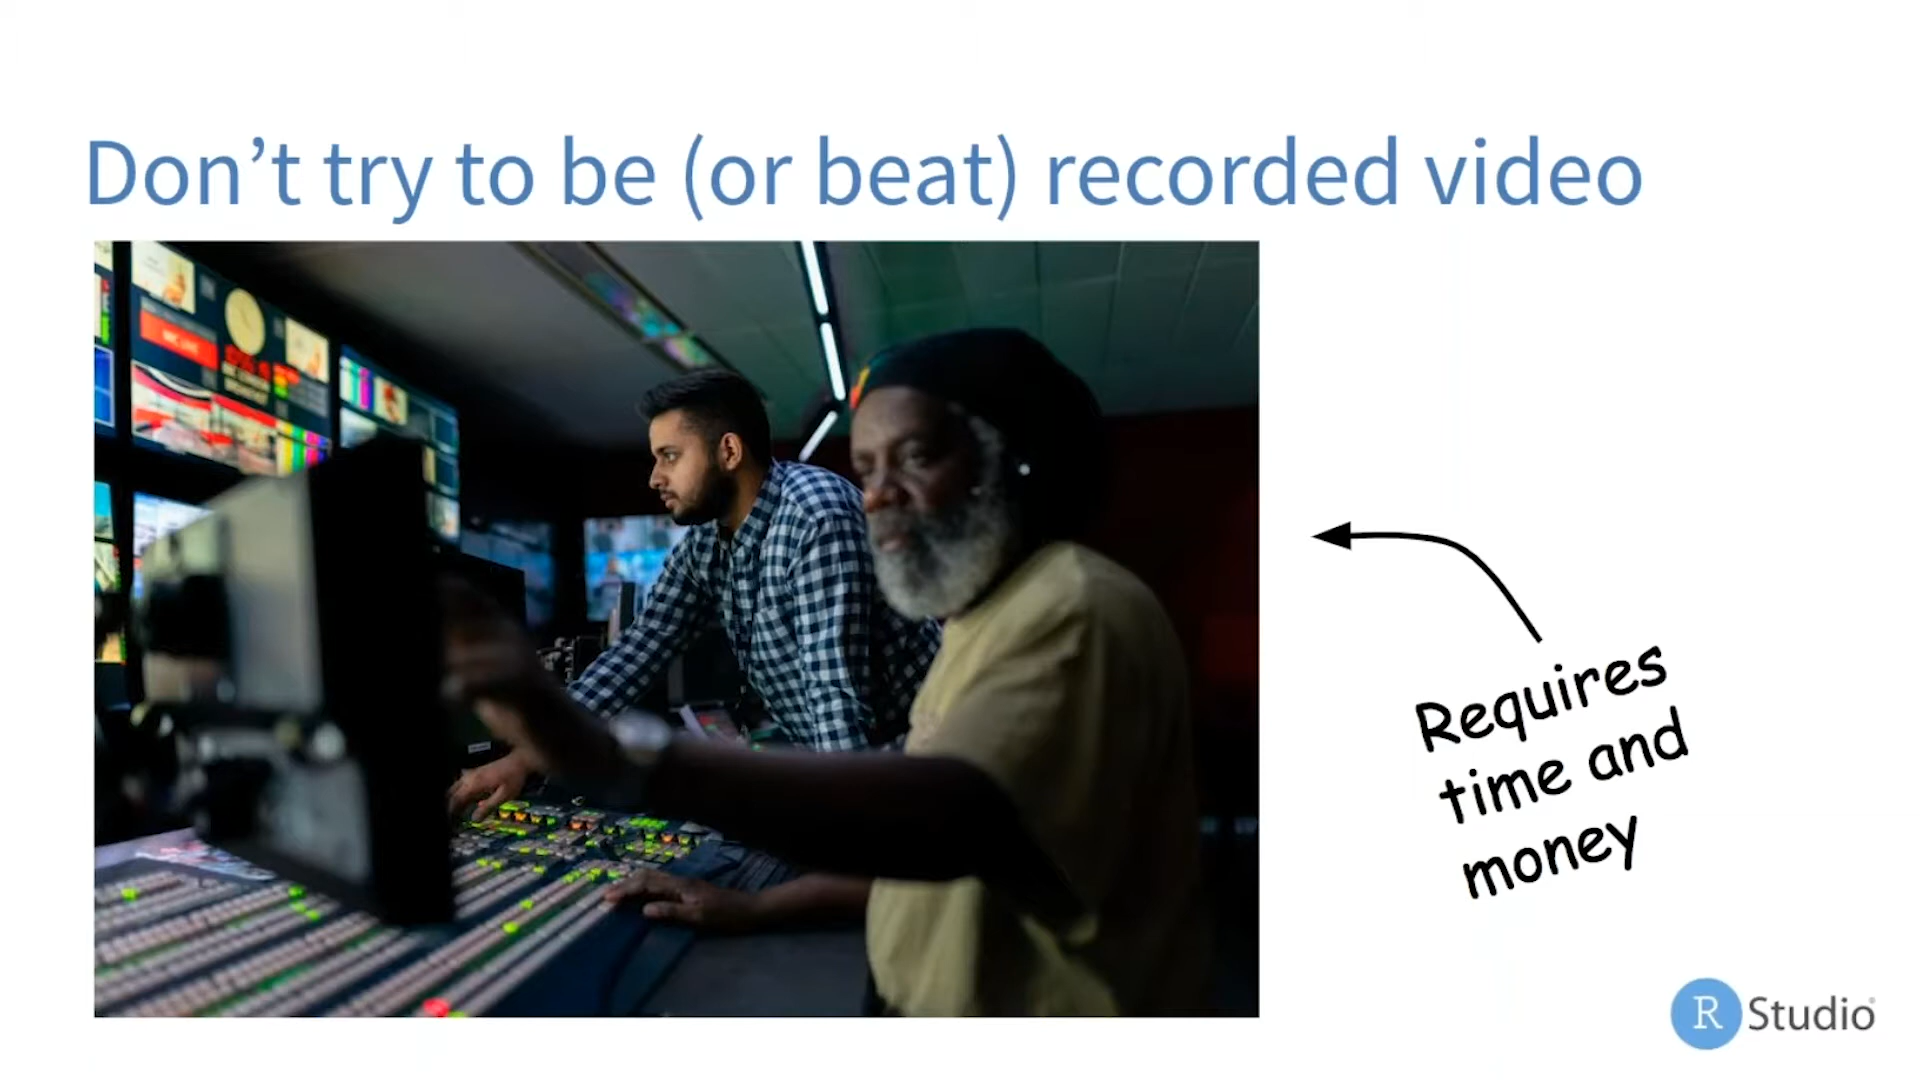 Don’t try to be (or beat) recorded video
Requires
time and
money
R Studio